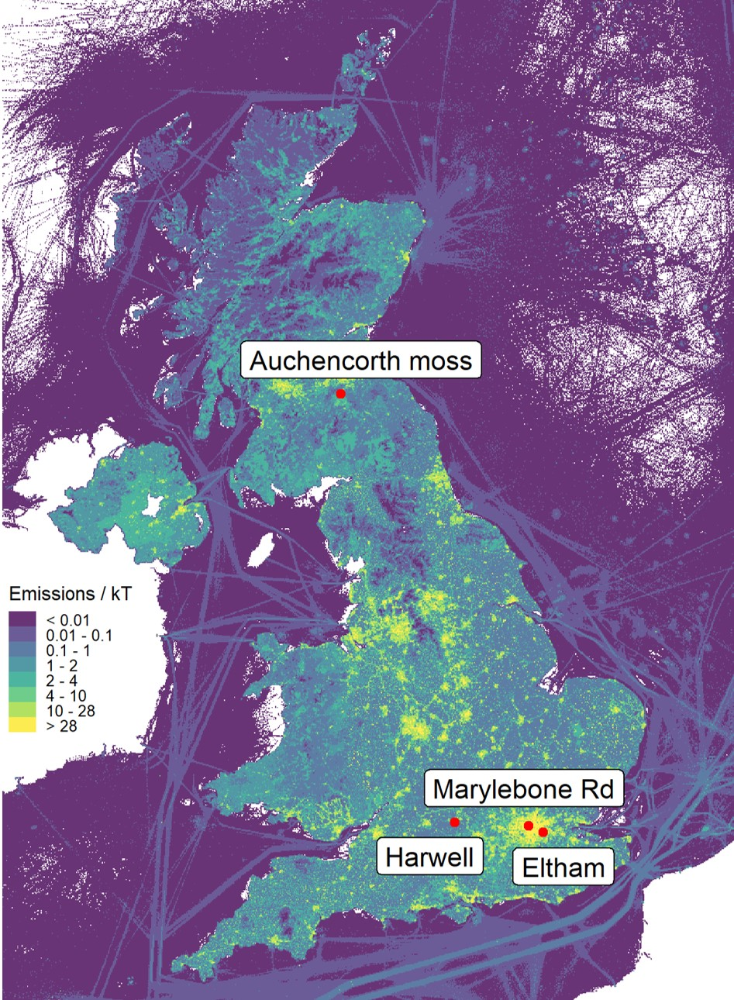 Auchencorth moss
Emissions / kT
< 0.01
0.01 - 0.1
0.1 - 1
1 - 2
2 - 4
4 - 10
10 - 28
> 28
Marylebone Rd
Harwell
Eltham